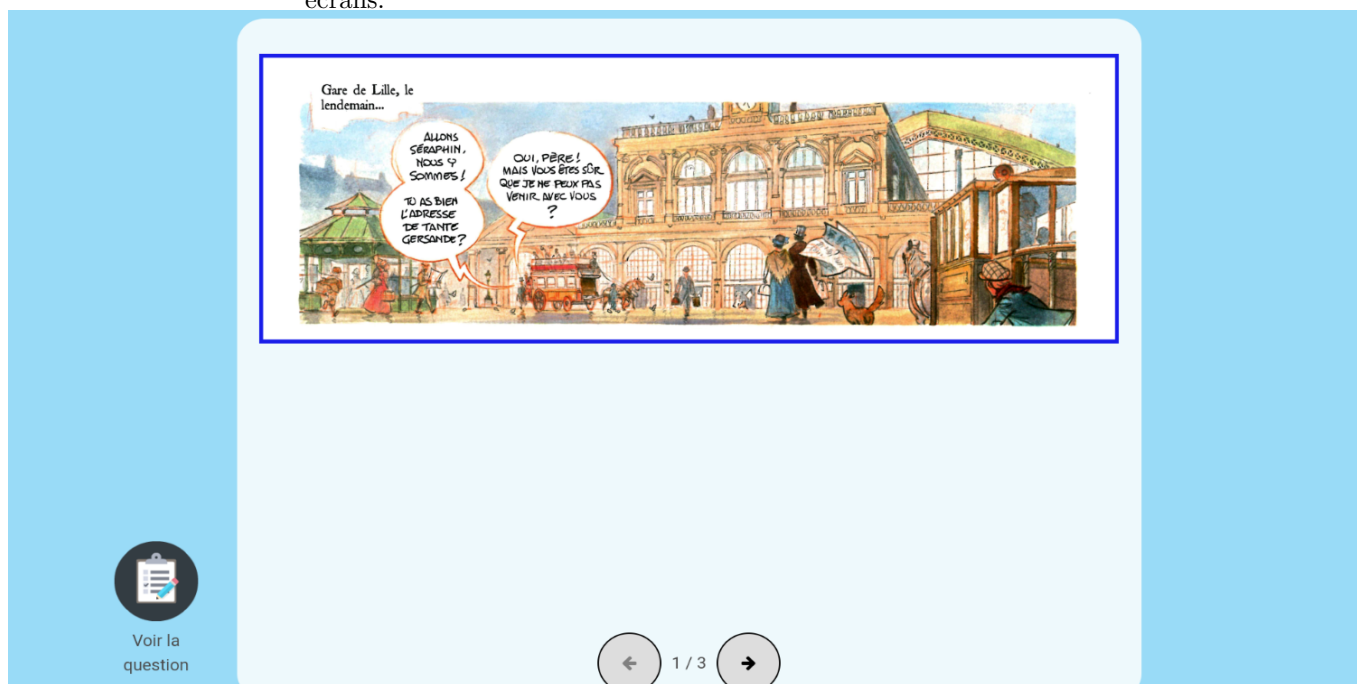 écrans.
Gare de Lille, le
lendemain...
ALLONS
SÉRAPHIN,
NOUS Y
SOMMES !
TU AS BIEN
L'ADRESSE
DE TANTE
GERSANDE ?
OUI, PÈRE !
MAIS VOUS ÊTES SÛR
QUE JE NE PEUX PAS
VENIR AVEC VOUS
?
Voir la
question
1 / 3